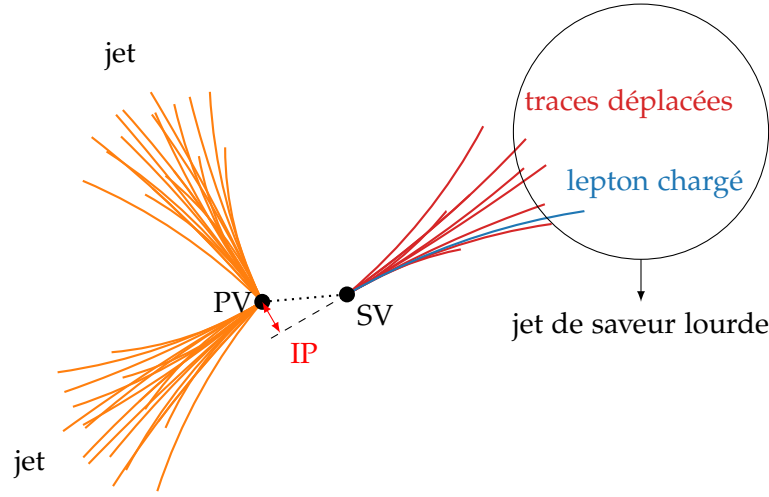 jet
traces déplacées
lepton chargé
PV
SV
jet de saveur lourde
IP
jet